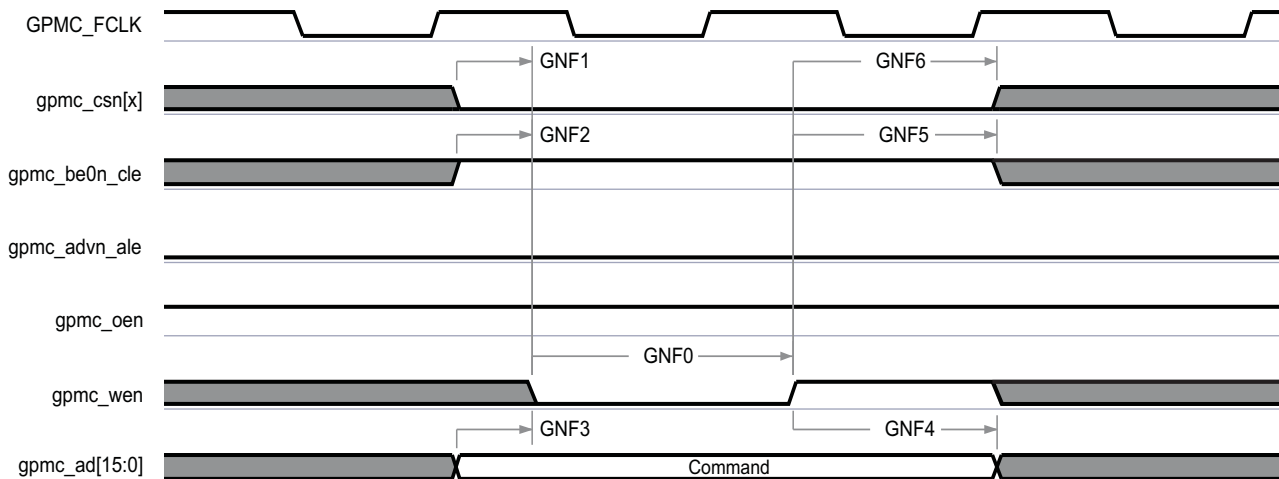 GPMC_FCLK
GNF1
GNF6
gpmc_csn[x]
GNF2
GNF5
gpmc_be0n_cle
gpmc_advn_ale
gpmc_oen
GNF0
gpmc_wen
GNF3
GNF4
gpmc_ad[15:0]
Command